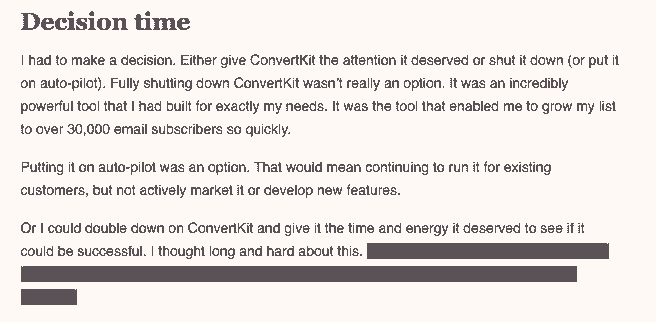 Decision time
I had to make a decision. Either give ConvertKit the attention it deserved or shut it down (or put it
on auto-pilot). Fully shutting down ConvertKit wasn't really an option. It was an incredibly
powerful tool that I had built for exactly my needs. It was the tool that enabled me to grow my list
to over 30,000 email subscribers so quickly.
Putting it on auto-pilot was an option. That would mean continuing to run it for existing
customers, but not actively market it or develop new features.
Or I could double down on ConvertKit and give it the time and energy it deserved to see if it
could be successful. I thought long and hard about this.